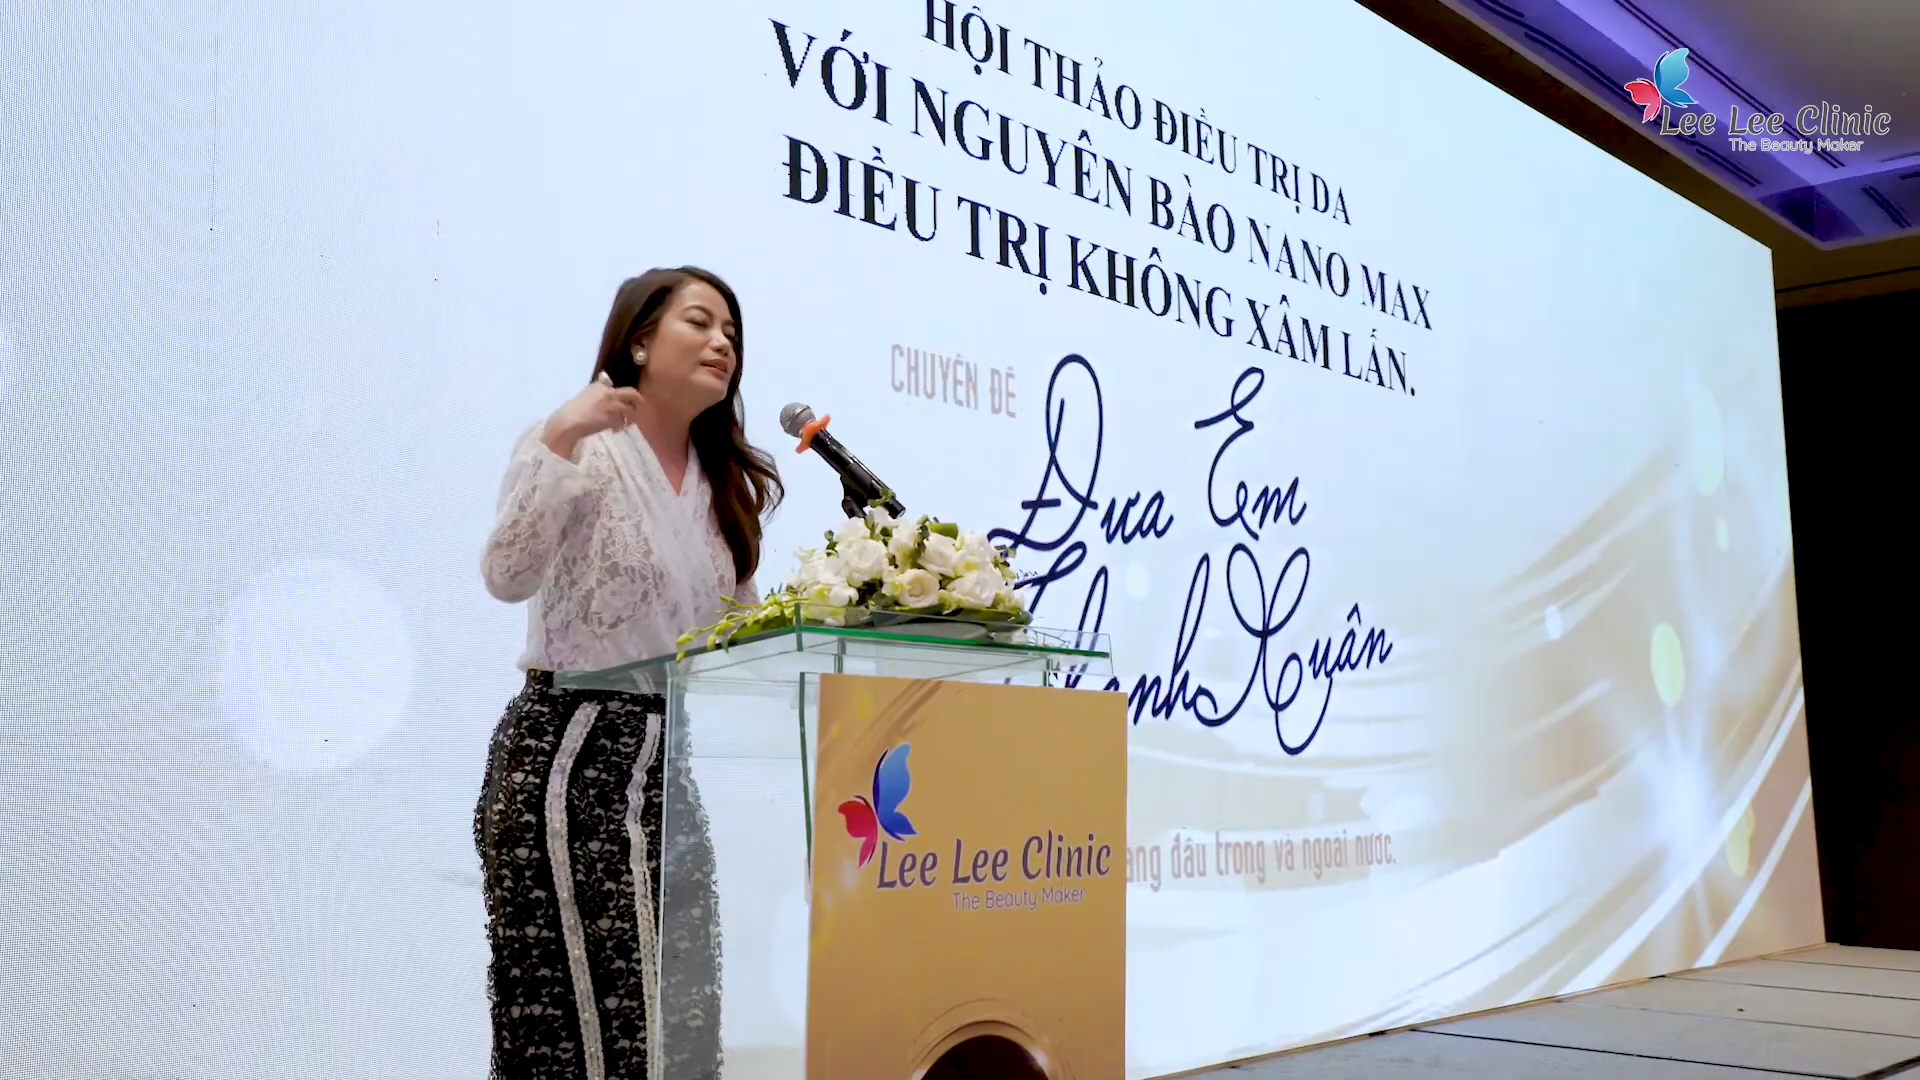 HỘI THẢO ĐIỀU TRỊ DA
VỚI NGUYÊN BÀO NANO MAX
ĐIỀU TRỊ KHÔNG XÂM LẤN.
CHUYÊN ĐỀ
Đưa Em
Thanh Xuân
đầu trong và ngoài nước.
Lee Lee Clinic
The Beauty Maker
Lee Lee Clinic
The Beauty Maker